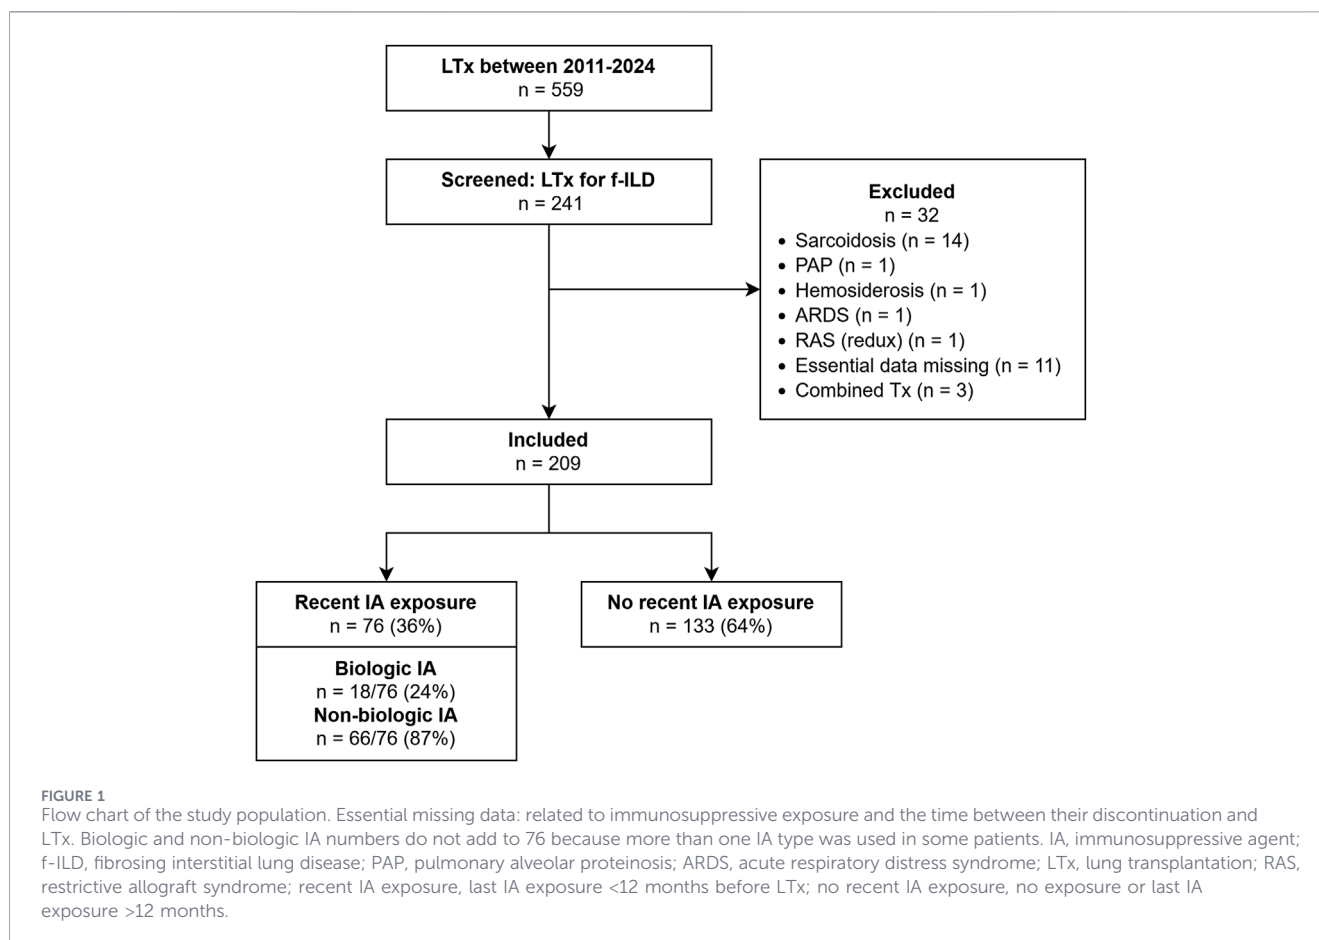 LTx between 2011-2024
n = 559
Screened: LTx for f-ILD
n = 241
Excluded
n = 32
• Sarcoidosis (n = 14)
• PAP (n = 1)
• Hemosiderosis (n = 1)
• ARDS (n = 1)
• RAS (redux) (n = 1)
• Essential data missing (n = 11)
• Combined Tx (n = 3)
Included
n = 209
Recent IA exposure
n = 76 (36%)
Biologic IA
n = 18/76 (24%)
Non-biologic IA
n = 66/76 (87%)
No recent IA exposure
n = 133 (64%)
FIGURE 1
Flow chart of the study population. Essential missing data: related to immunosuppressive exposure and the time between their discontinuation and
LTx. Biologic and non-biologic IA numbers do not add to 76 because more than one IA type was used in some patients. IA, immunosuppressive agent;
f-ILD, fibrosing interstitial lung disease; PAP, pulmonary alveolar proteinosis; ARDS, acute respiratory distress syndrome; LTx, lung transplantation; RAS,
restrictive allograft syndrome; recent IA exposure, last IA exposure <12 months before LTx; no recent IA exposure, no exposure or last IA
exposure >12 months.